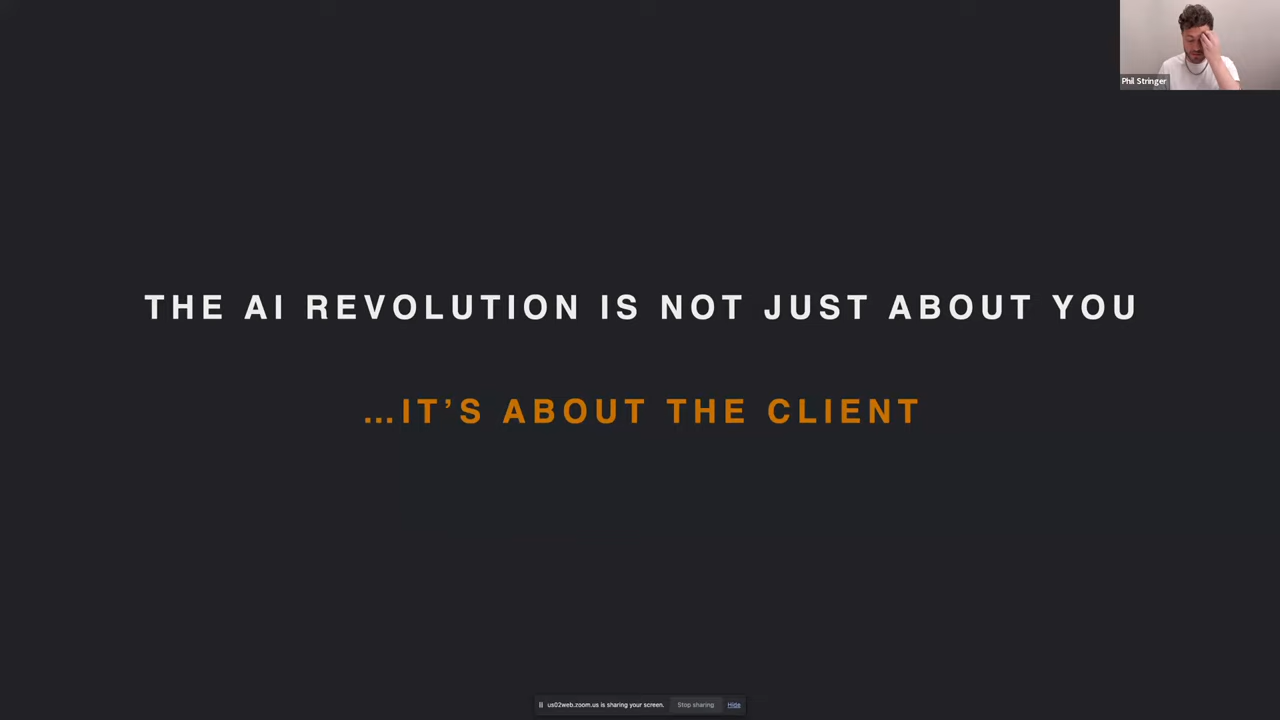 Phil Stringer
THE AI REVOLUTION IS NOT JUST ABOUT YOU
...IT’S ABOUT THE CLIENT
us02web.zoom.us is sharing your screen. Stop sharing Hide